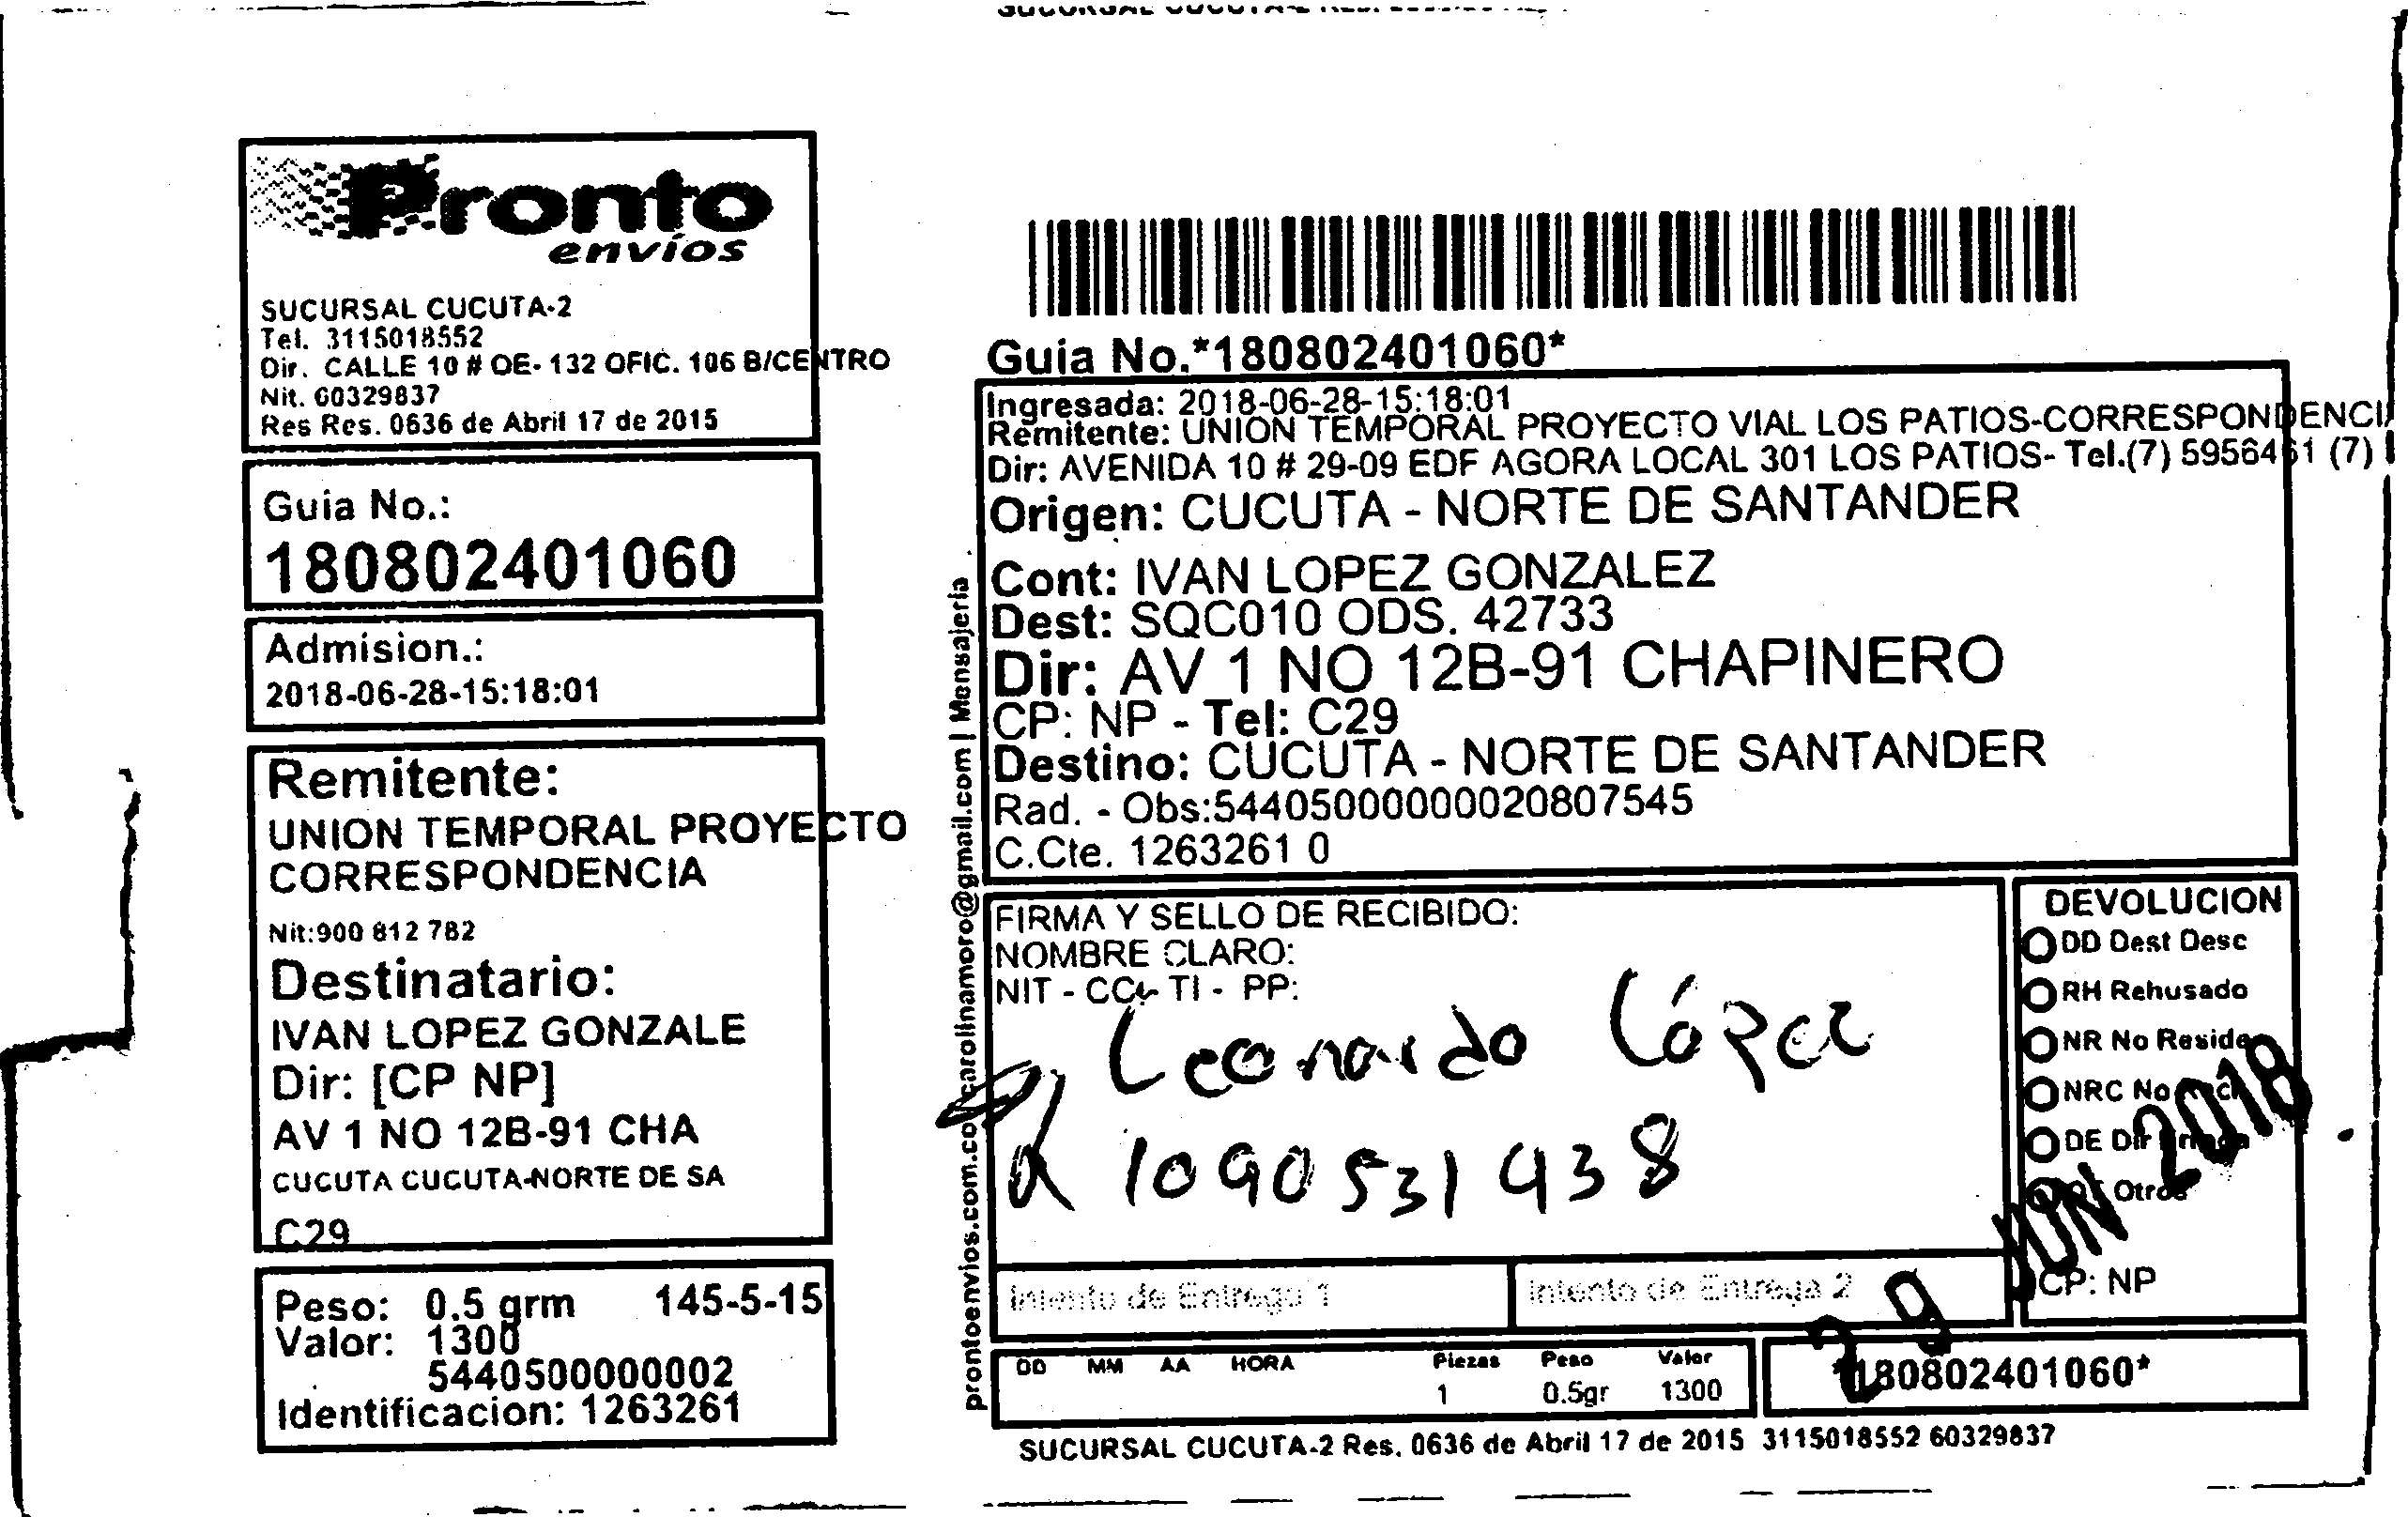 Pronto
envíos
SUCURSAL CUCUTA-2
Tel. 3115018552
Dir. CALLE 10 # OE-132 OFIC. 106 B/CENTRO
Nit. 60329837
Res Res. 0636 de Abril 17 de 2015
Guia No.:
180802401060
Admision.:
2018-06-28-15:18:01
Remitente:
UNION TEMPORAL PROYECTO
CORRESPONDENCIA
Nit:900 812 782
Destinatario:
IVAN LOPEZ GONZALE
Dir: [CP NP]
AV 1 NO 12B-91 CHA
CUCUTA CUCUTA-NORTE DE SA
C29
Peso: 0.5 grm 145-5-15
Valor: 1300
5440500000002
Identificacion: 1263261
prontoenvios.com.co carolinamoro@gmail.com | Mensajeria
Guia No.*180802401060*
Ingresada: 2018-06-28-15:18:01
Remitente: UNION TEMPORAL PROYECTO VIAL LOS PATIOS-CORRESPONDENCI
Dir: AVENIDA 10 # 29-09 EDF AGORA LOCAL 301 LOS PATIOS- Tel.(7) 5956461 (7)
Origen: CUCUTA - NORTE DE SANTANDER
Cont: IVAN LOPEZ GONZALEZ
Dest: SQC010 ODS. 42733
Dir: AV 1 NO 12B-91 CHAPINERO
CP: NP - Tel: C29
Destino: CUCUTA - NORTE DE SANTANDER
Rad. - Obs:54405000000020807545
C.Cte. 1263261 0
FIRMA Y SELLO DE RECIBIDO:
NOMBRE CLARO:
NIT - CC - TI - PP:
Leonardo López
1090531438
DEVOLUCION
DD Dest Desc
RH Rehusado
NR No Reside
NRC No
DE Dir
Otros
29 JUN 2018
CP: NP
Intento de Entrega 1
Intento de Entrega 2
DD MM AA HORA Piezas Peso Valor
1 0.5gr 1300
*180802401060*
SUCURSAL CUCUTA-2 Res. 0636 de Abril 17 de 2015 3115018552 60329837